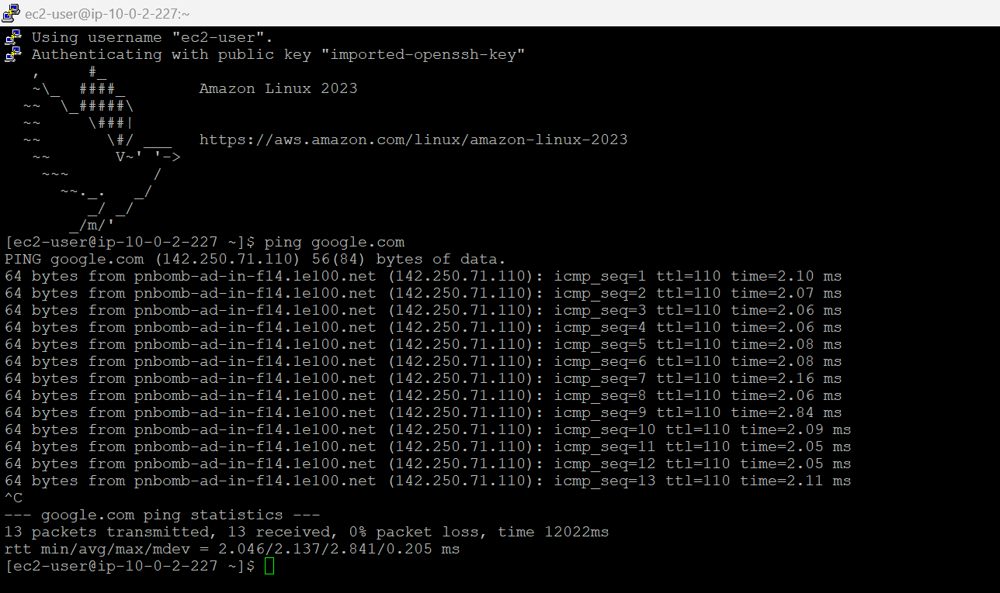 ec2-user@ip-10-0-2-227:~
Using username "ec2-user".
Authenticating with public key "imported-openssh-key"
   ,     #_
   ~\_  ####_        Amazon Linux 2023
  ~~  \_#####\
  ~~     \###|
  ~~       \#/ ___   https://aws.amazon.com/linux/amazon-linux-2023
   ~~       V~' '->
    ~~~         /
      ~~._.   _/
         _/ _/
       _/m/'
[ec2-user@ip-10-0-2-227 ~]$ ping google.com
PING google.com (142.250.71.110) 56(84) bytes of data.
64 bytes from pnbomb-ad-in-f14.1e100.net (142.250.71.110): icmp_seq=1 ttl=110 time=2.10 ms
64 bytes from pnbomb-ad-in-f14.1e100.net (142.250.71.110): icmp_seq=2 ttl=110 time=2.07 ms
64 bytes from pnbomb-ad-in-f14.1e100.net (142.250.71.110): icmp_seq=3 ttl=110 time=2.06 ms
64 bytes from pnbomb-ad-in-f14.1e100.net (142.250.71.110): icmp_seq=4 ttl=110 time=2.06 ms
64 bytes from pnbomb-ad-in-f14.1e100.net (142.250.71.110): icmp_seq=5 ttl=110 time=2.08 ms
64 bytes from pnbomb-ad-in-f14.1e100.net (142.250.71.110): icmp_seq=6 ttl=110 time=2.08 ms
64 bytes from pnbomb-ad-in-f14.1e100.net (142.250.71.110): icmp_seq=7 ttl=110 time=2.16 ms
64 bytes from pnbomb-ad-in-f14.1e100.net (142.250.71.110): icmp_seq=8 ttl=110 time=2.06 ms
64 bytes from pnbomb-ad-in-f14.1e100.net (142.250.71.110): icmp_seq=9 ttl=110 time=2.84 ms
64 bytes from pnbomb-ad-in-f14.1e100.net (142.250.71.110): icmp_seq=10 ttl=110 time=2.09 ms
64 bytes from pnbomb-ad-in-f14.1e100.net (142.250.71.110): icmp_seq=11 ttl=110 time=2.05 ms
64 bytes from pnbomb-ad-in-f14.1e100.net (142.250.71.110): icmp_seq=12 ttl=110 time=2.05 ms
64 bytes from pnbomb-ad-in-f14.1e100.net (142.250.71.110): icmp_seq=13 ttl=110 time=2.11 ms
^C
--- google.com ping statistics ---
13 packets transmitted, 13 received, 0% packet loss, time 12022ms
rtt min/avg/max/mdev = 2.046/2.137/2.841/0.205 ms
[ec2-user@ip-10-0-2-227 ~]$